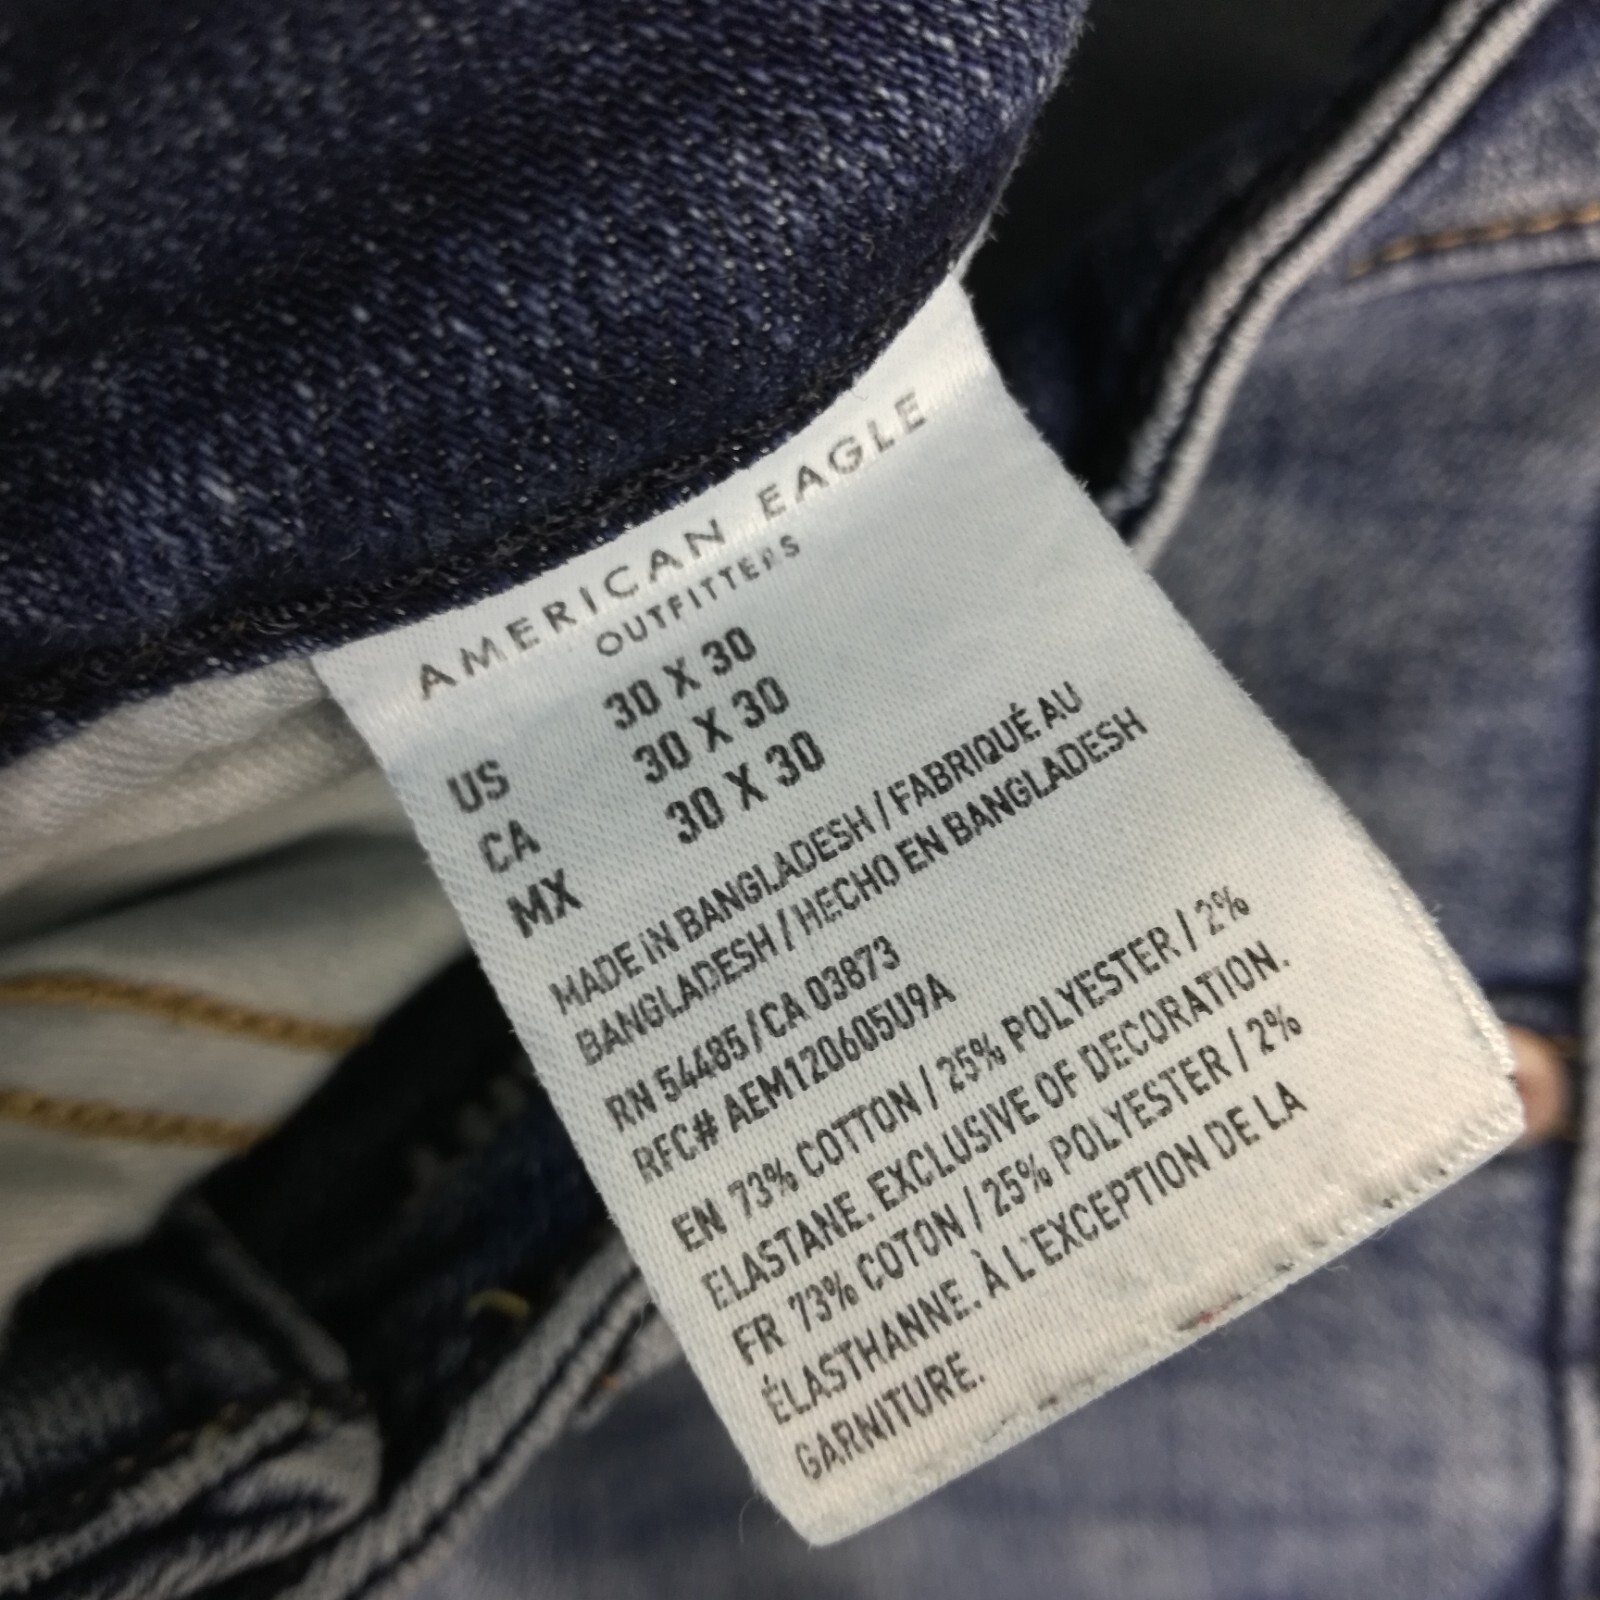 AMERICAN EAGLE
OUTFITTERS
US 30 X 30
CA 30 X 30
MX 30 X 30
MADE IN BANGLADESH / FABRIQUÉ AU
BANGLADESH / HECHO EN BANGLADESH
RN 54485 / CA 03873
RFC# AEM120605U9A
EN 73% COTTON / 25% POLYESTER / 2%
ELASTANE. EXCLUSIVE OF DECORATION.
FR 73% COTON / 25% POLYESTER / 2%
ÉLASTHANNE. À L'EXCEPTION DE LA
GARNITURE.